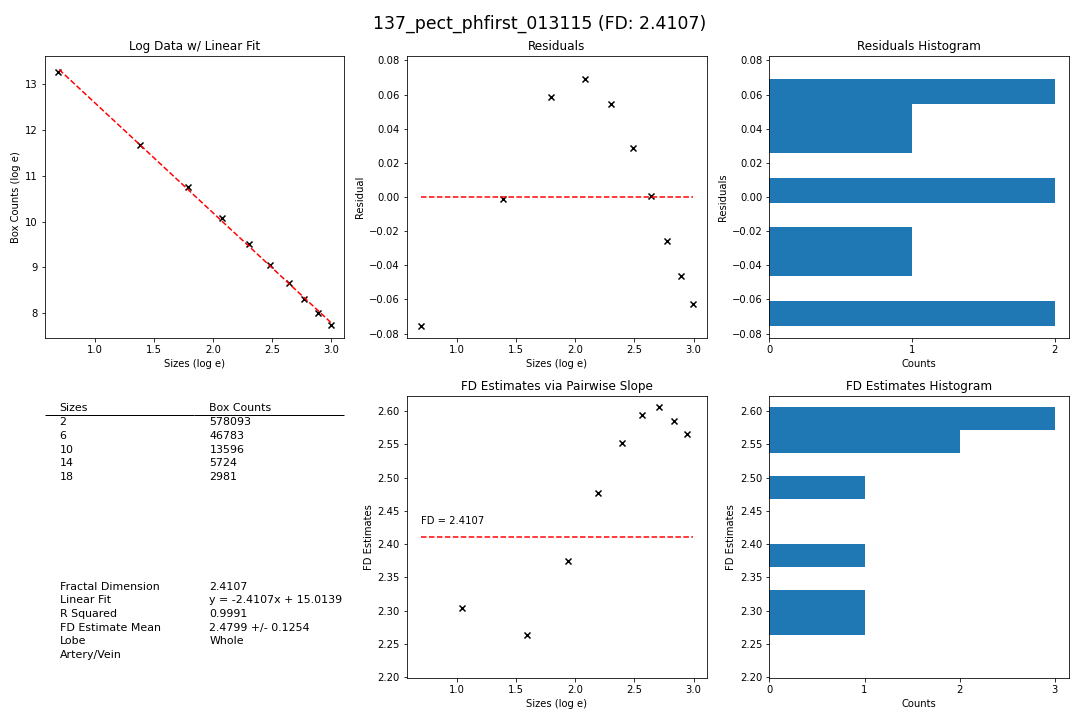 137_pect_phfirst_013115 (FD: 2.4107)
Log Data w/ Linear Fit
13
12
11
10
9
8
Box Counts (log e)
1.0 1.5 2.0 2.5 3.0
Sizes (log e)
Residuals
0.08
0.06
0.04
0.02
0.00
−0.02
−0.04
−0.06
−0.08
Residual
1.0 1.5 2.0 2.5 3.0
Sizes (log e)
Residuals Histogram
0.08
0.06
0.04
0.02
0.00
−0.02
−0.04
−0.06
−0.08
Residuals
0 1 2
Counts
Sizes Box Counts
2 578093
6 46783
10 13596
14 5724
18 2981
Fractal Dimension 2.4107
Linear Fit y = -2.4107x + 15.0139
R Squared 0.9991
FD Estimate Mean 2.4799 +/- 0.1254
Lobe Whole
Artery/Vein
FD Estimates via Pairwise Slope
2.60
2.55
2.50
2.45
2.40
2.35
2.30
2.25
2.20
FD Estimates
FD = 2.4107
1.0 1.5 2.0 2.5 3.0
Sizes (log e)
FD Estimates Histogram
2.60
2.55
2.50
2.45
2.40
2.35
2.30
2.25
2.20
FD Estimates
0 1 2 3
Counts